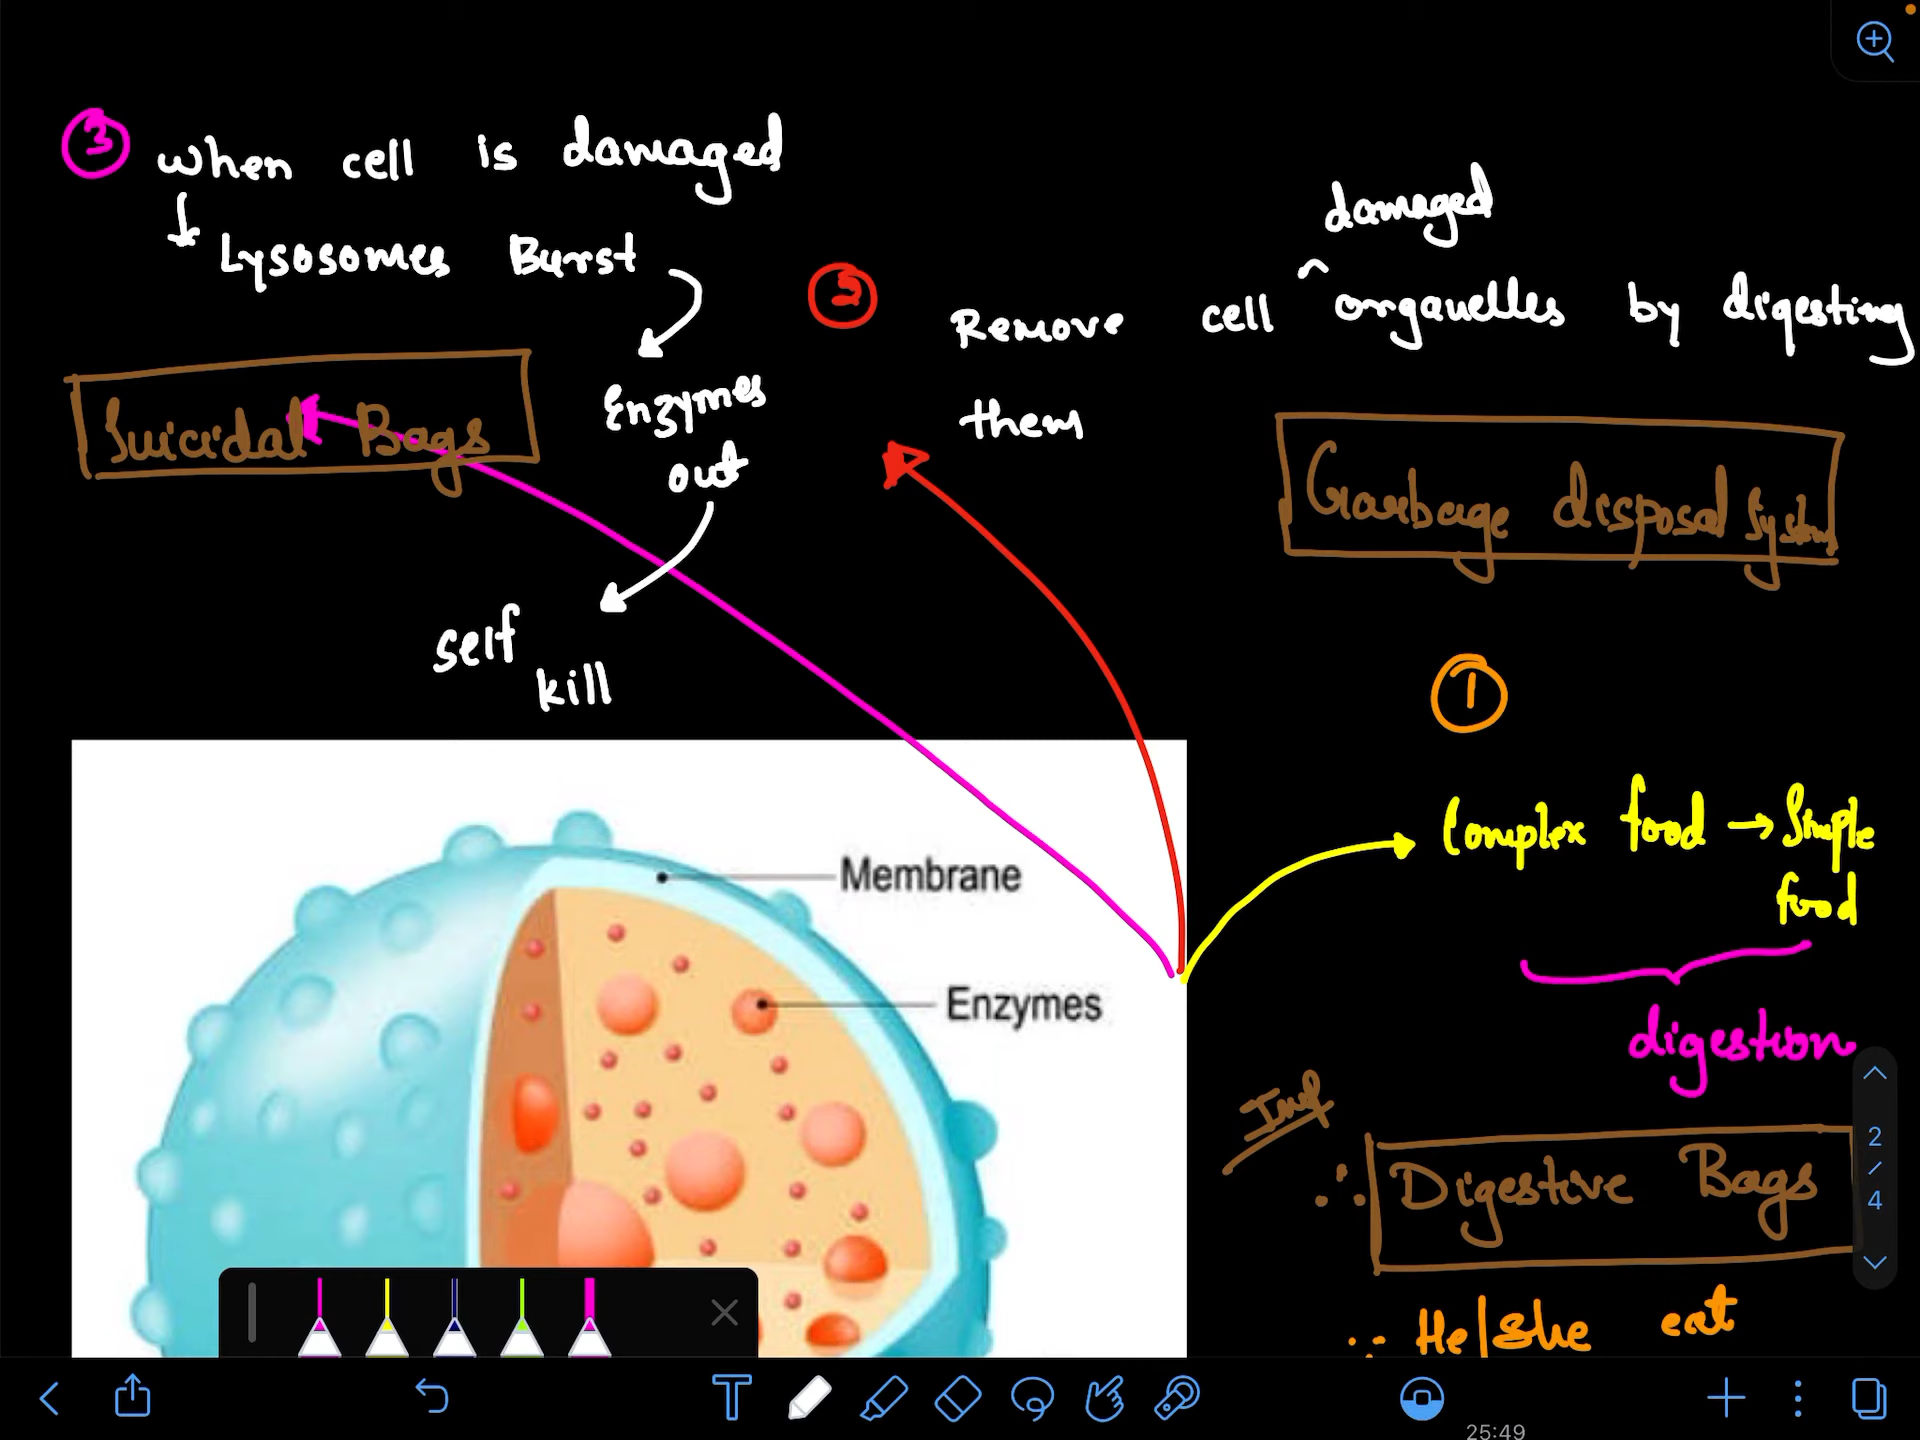 3 When cell is damaged
Lysosomes Burst
Enzymes
out
self
kill
Suicidal Bags
2 Remove cell ^ organelles by digesting
damaged
them
Garbage disposal System
1
Complex food → Simple
food
digestion
Imp
∴ Digestive Bags
∵ He/she eat
Membrane
Enzymes
2
/
4
25:49